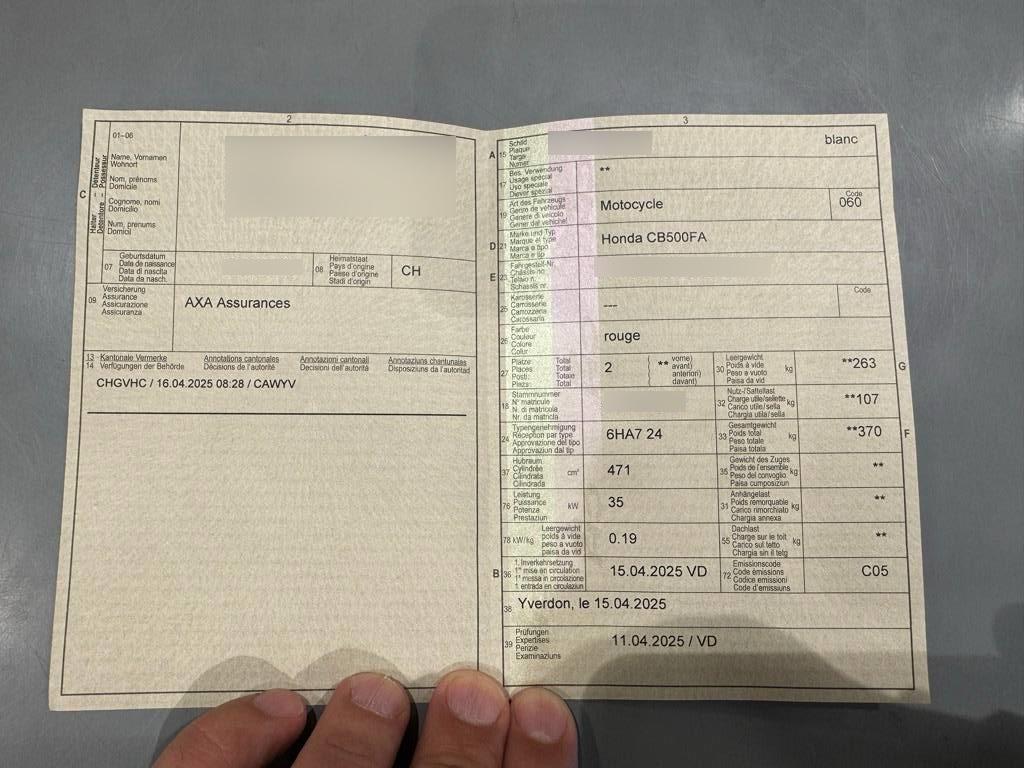 2
01–06
C
Halter Détenteur
Detentore Possessur
Name, Vornamen
Wohnort
Nom, prénoms
Domicile
Cognome, nomi
Domicilio
Num, prenums
Domicil
07
Geburtsdatum
Date de naissance
Data di nascita
Data da nasch.
08
Heimatstaat
Pays d'origine
Paese d'origine
Stadi d'origin
CH
09
Versicherung
Assurance
Assicurazione
Assicuranza
AXA Assurances
13 Kantonale Vermerke
14 Verfügungen der Behörde
Annotations cantonales
Décisions de l'autorité
Annotazioni cantonali
Decisioni dell'autorità
Annotaziuns chantunalas
Disposiziuns da l'autoritad
CHGVHC / 16.04.2025 08:28 / CAWYV
3
A 15
Schild
Plaque
Targa
Numer
blanc
17
Bes. Verwendung
Usage spécial
Uso speciale
Diever spezial
**
19
Art des Fahrzeugs
Genre de véhicule
Genere di veicolo
Gener dal vehichel
Motocycle
Code
060
D 21
Marke und Typ
Marque et type
Marca e tipo
Marca e tip
Honda CB500FA
E 23
Fahrgestell-Nr.
Châssis no
Telaio n.
Schassis nr.
25
Karosserie
Carrosserie
Carrozzeria
Carossaria
---
Code
26
Farbe
Couleur
Colore
Colur
rouge
27
Plätze: Total
Places: Total
Posti: Totale
Plazs: Total
2
( ** vorne)
avant)
anteriori)
davant)
30
Leergewicht
Poids à vide
Peso a vuoto
Paisa da vid
kg
**263
G
18
Stammnummer
N° matricule
N. di matricola
Nr. da matricla
32
Nutz-/Sattellast
Charge utile/sellette
Carico utile/sella
Chargia utila/sella
kg
**107
24
Typengenehmigung
Réception par type
Approvazione del tipo
Approvaziun dal tip
6HA7 24
33
Gesamtgewicht
Poids total
Peso totale
Paisa totala
kg
**370
F
37
Hubraum
Cylindrée
Cilindrata
Cilindrada
cm³
471
35
Gewicht des Zuges
Poids de l'ensemble
Peso del convoglio
Paisa cumposiziun
kg
**
76
Leistung
Puissance
Potenza
Prestaziun
kW
35
31
Anhängelast
Poids remorquable
Carico rimorchiato
Chargia annexa
kg
**
78 kW/kg
Leergewicht
poids à vide
peso a vuoto
paisa da vid
0.19
55
Dachlast
Charge sur le toit
Carico sul tetto
Chargia sin il tetg
kg
**
B 36
1. Inverkehrsetzung
1re mise en circulation
1a messa in circolazione
1. entrada en circulaziun
15.04.2025 VD
72
Emissionscode
Code émissions
Codice emissioni
Code d'emissiuns
C05
38
Yverdon, le 15.04.2025
39
Prüfungen
Expertises
Perizie
Examinaziuns
11.04.2025 / VD